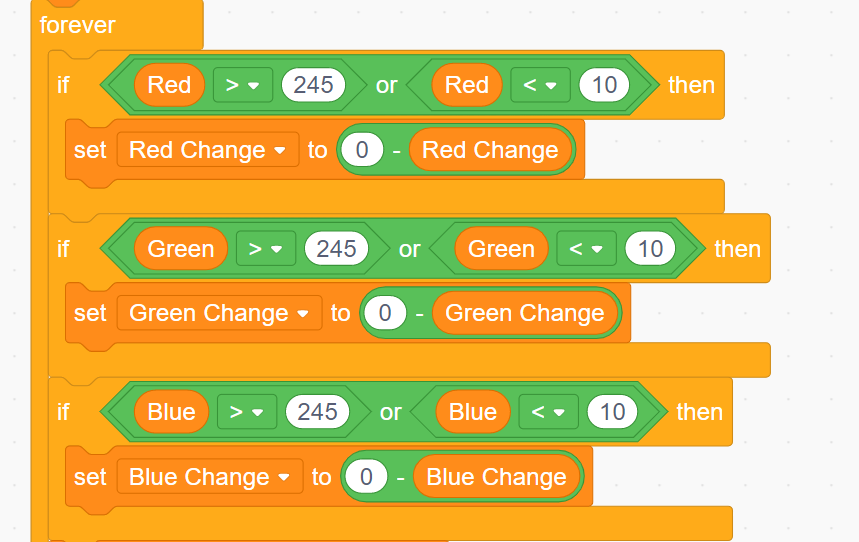 forever
if Red > 245 or Red < 10 then
set Red Change to 0 - Red Change
if Green > 245 or Green < 10 then
set Green Change to 0 - Green Change
if Blue > 245 or Blue < 10 then
set Blue Change to 0 - Blue Change